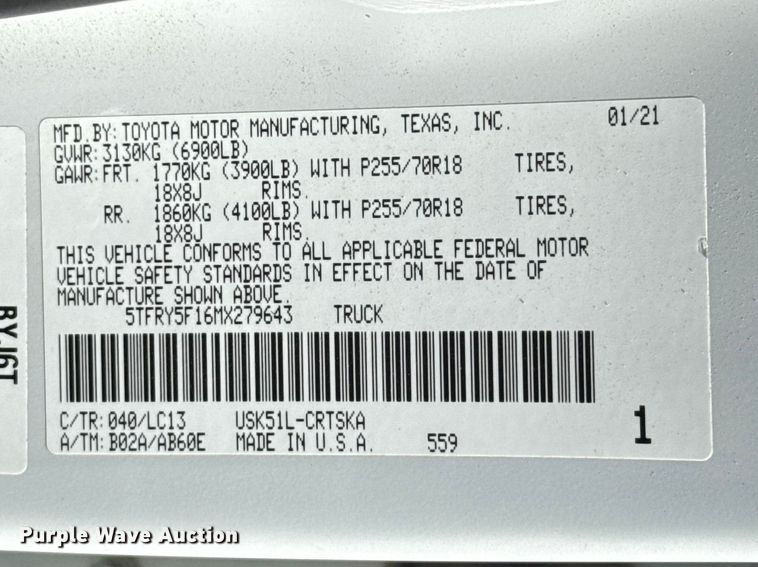 MFD.BY: TOYOTA MOTOR MANUFACTURING, TEXAS, INC. 01/21
GVWR: 3130KG (6900LB)
GAWR: FRT. 1770KG (3900LB) WITH P255/70R18 TIRES,
18X8J RIMS.
RR. 1860KG (4100LB) WITH P255/70R18 TIRES,
18X8J RIMS.
THIS VEHICLE CONFORMS TO ALL APPLICABLE FEDERAL MOTOR
VEHICLE SAFETY STANDARDS IN EFFECT ON THE DATE OF
MANUFACTURE SHOWN ABOVE.
5TFRY5F16MX279643 TRUCK
C/TR: 040/LC13 USK51L-CRTSKA
A/TM: B02A/AB60E MADE IN U.S.A. 559 1
Purple Wave Auction